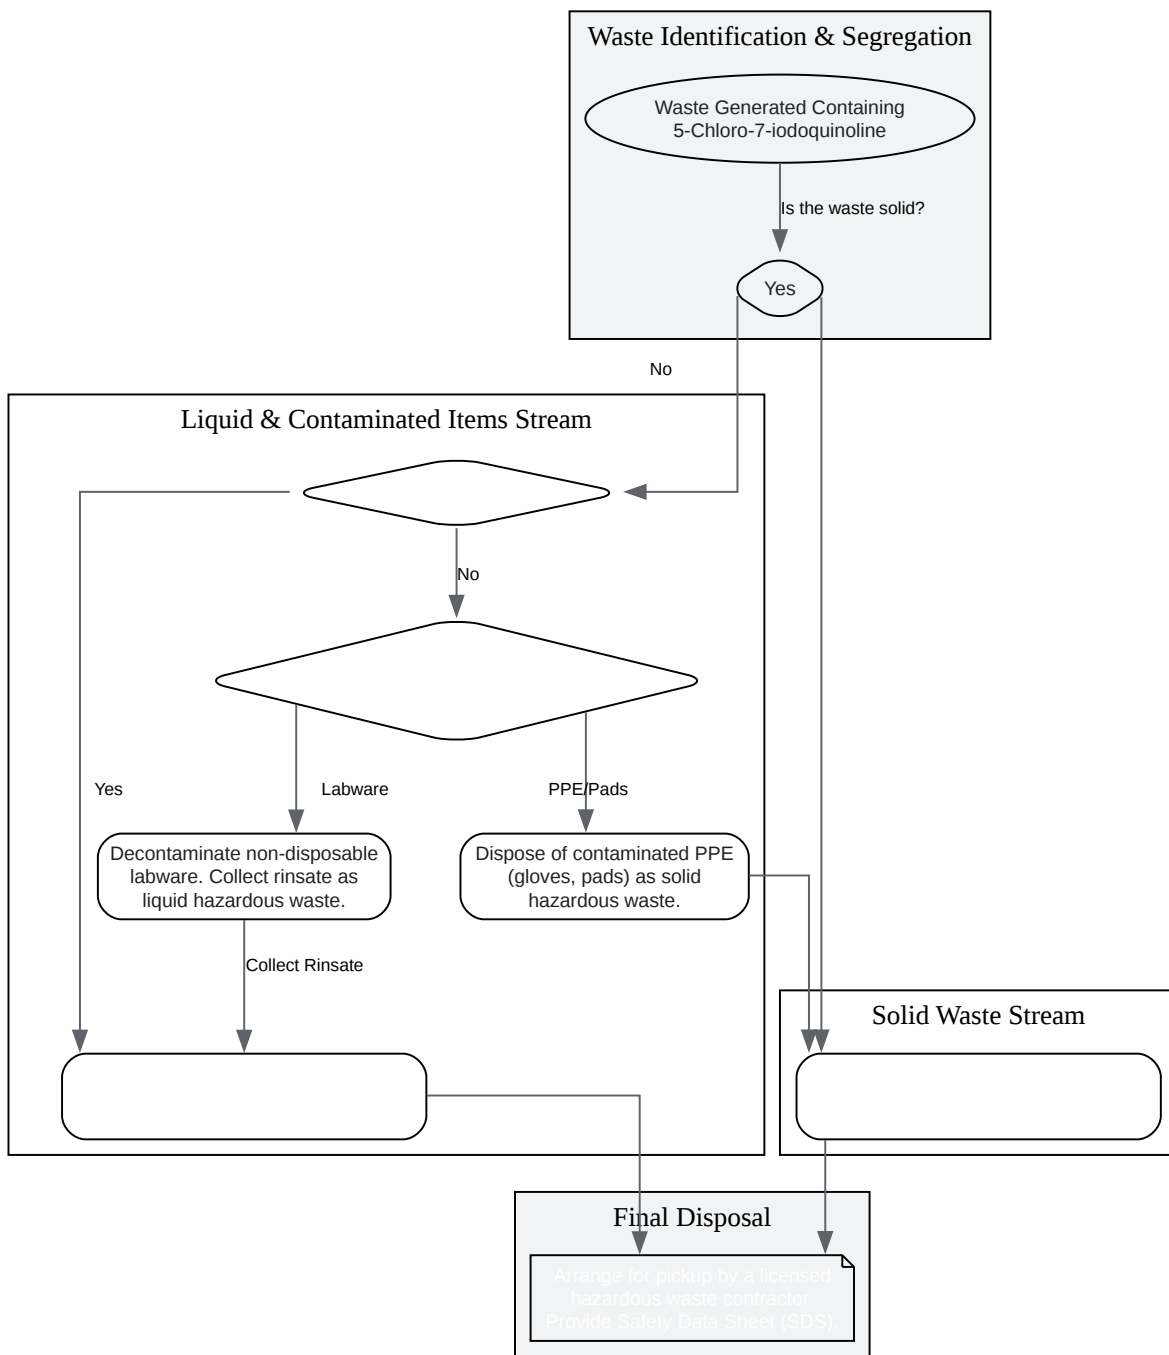 Waste Identification & Segregation
Waste Generated Containing
5-Chloro-7-iodoquinoline
Is the waste solid?
Yes
No
Liquid & Contaminated Items Stream
No
Yes
Labware
PPE/Pads
Decontaminate non-disposable
labware. Collect rinsate as
liquid hazardous waste.
Dispose of contaminated PPE
(gloves, pads) as solid
hazardous waste.
Collect Rinsate
Solid Waste Stream
Final Disposal
Arrange for pickup by a licensed
hazardous waste contractor.
Provide Safety Data Sheet (SDS).